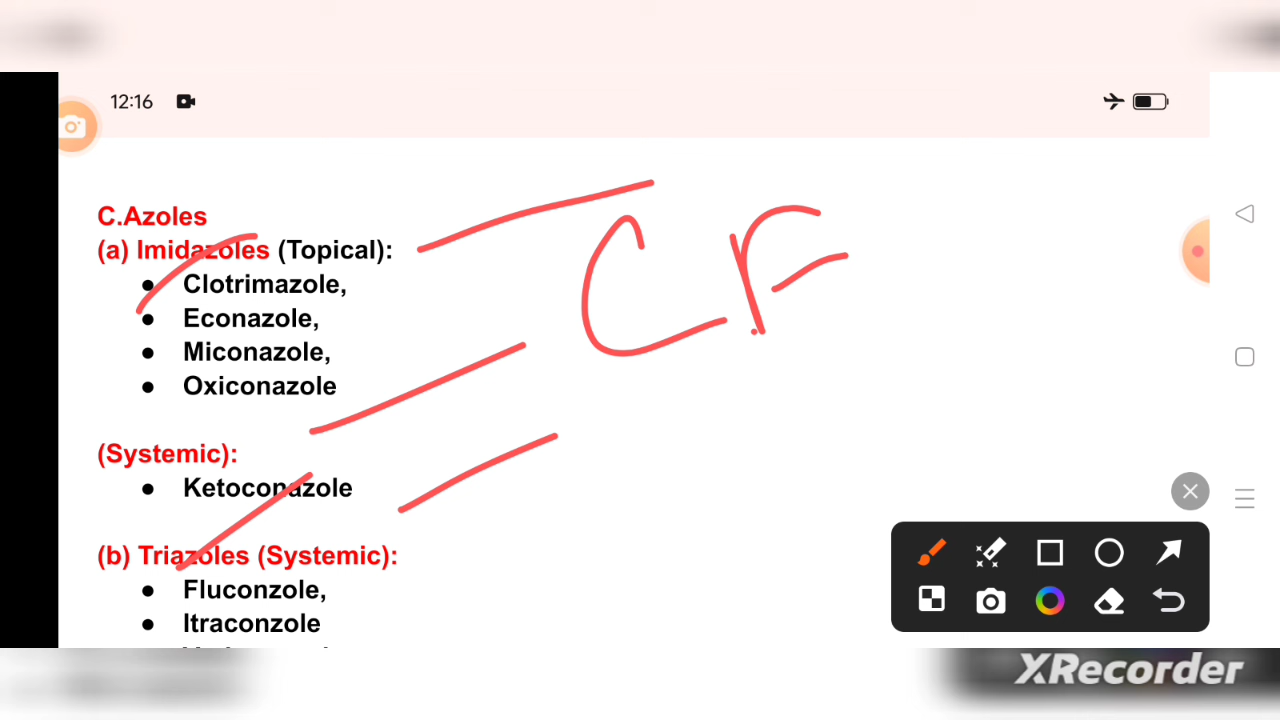 12:16
C.Azoles
(a) Imidazoles (Topical):
● Clotrimazole,
● Econazole,
● Miconazole,
● Oxiconazole
CF
(Systemic):
● Ketoconazole
(b) Triazoles (Systemic):
● Fluconzole,
● Itraconzole
XRecorder